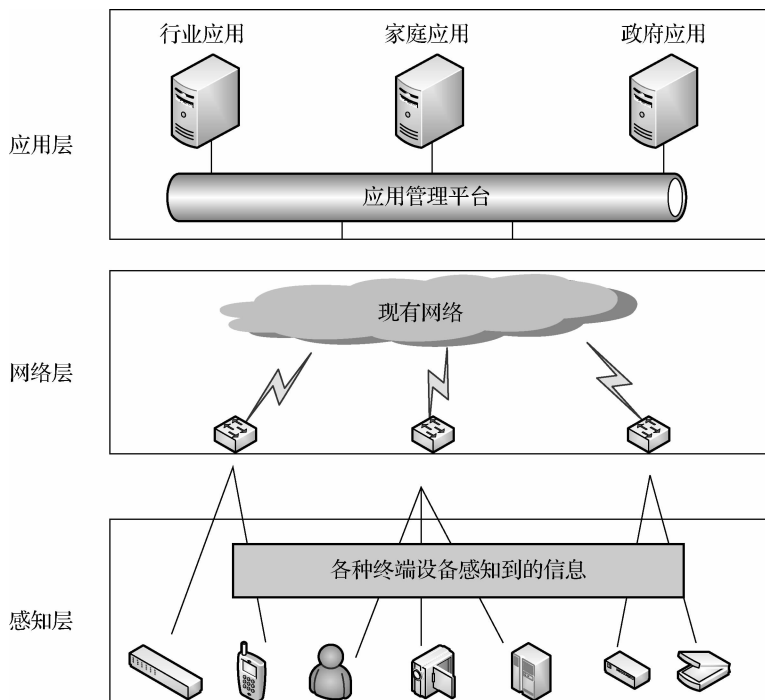 行业应用
家庭应用
政府应用
应用层
应用管理平台
现有网络
网络层
各种终端设备感知到的信息
感知层